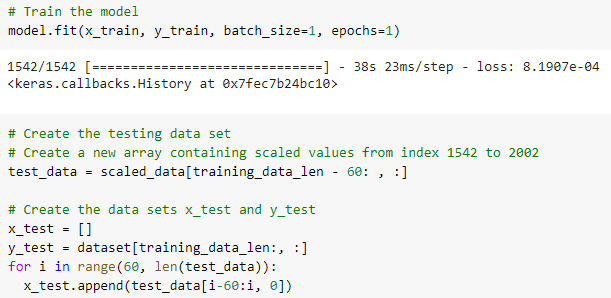 # Train the model
model.fit(x_train, y_train, batch_size=1, epochs=1)
1542/1542 [==============================] - 38s 23ms/step - loss: 8.1907e-04
<keras.callbacks.History at 0x7fec7b24bc10>
# Create the testing data set
# Create a new array containing scaled values from index 1542 to 2002
test_data = scaled_data[training_data_len - 60: , :]
# Create the data sets x_test and y_test
x_test = []
y_test = dataset[training_data_len:, :]
for i in range(60, len(test_data)):
  x_test.append(test_data[i-60:i, 0])